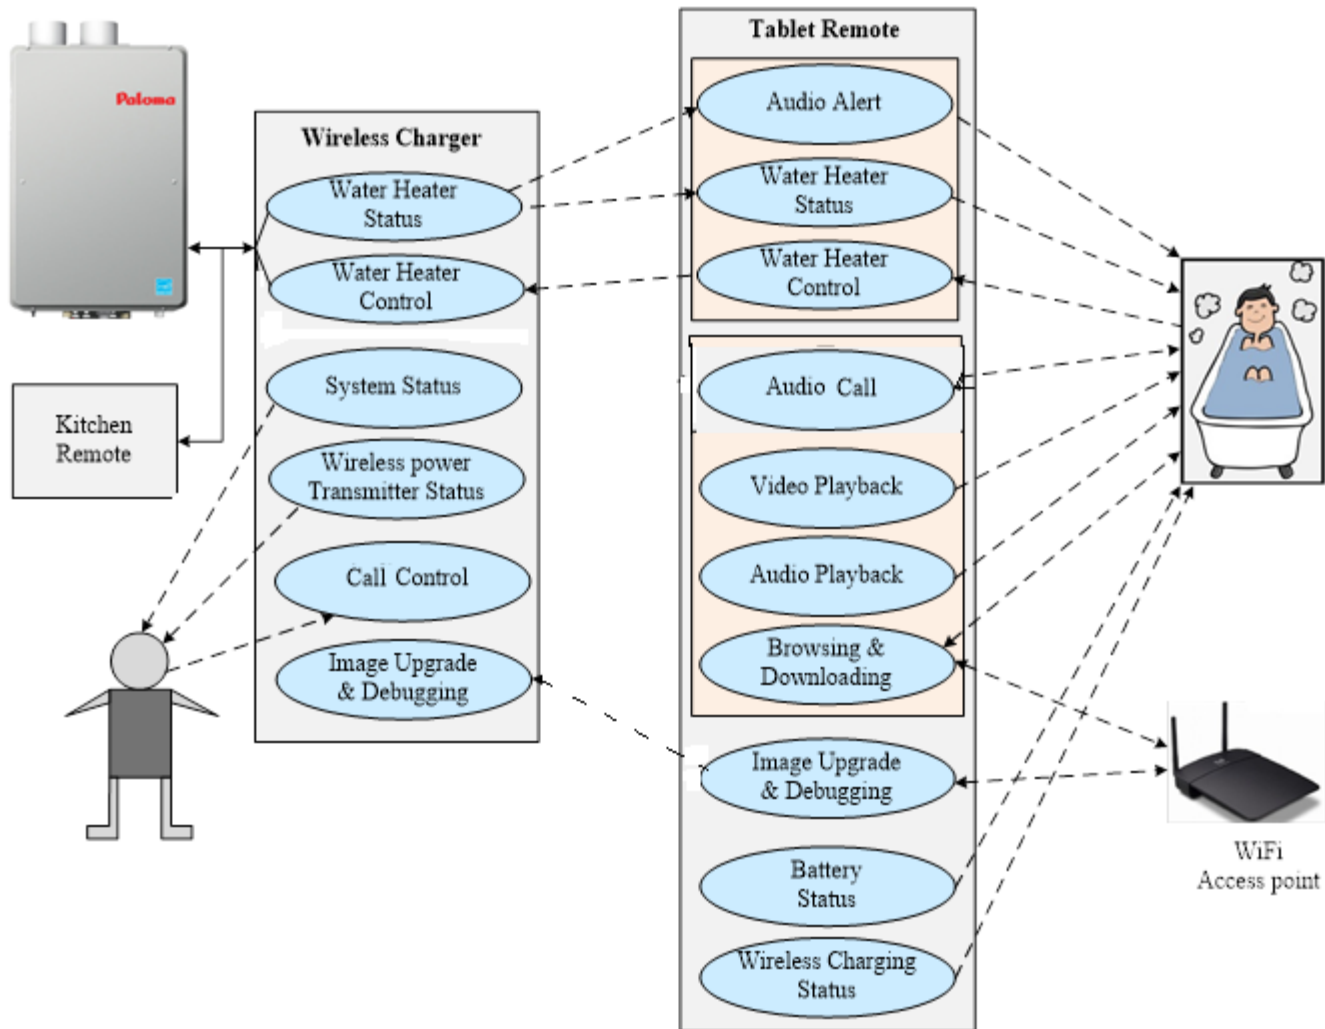 Paloma
Kitchen
Remote
Wireless Charger
Water Heater
Status
Water Heater
Control
System Status
Wireless power
Transmitter Status
Call Control
Image Upgrade
& Debugging
Tablet Remote
Audio Alert
Water Heater
Status
Water Heater
Control
Audio Call
Video Playback
Audio Playback
Browsing &
Downloading
Image Upgrade
& Debugging
Battery
Status
Wireless Charging
Status
WiFi
Access point